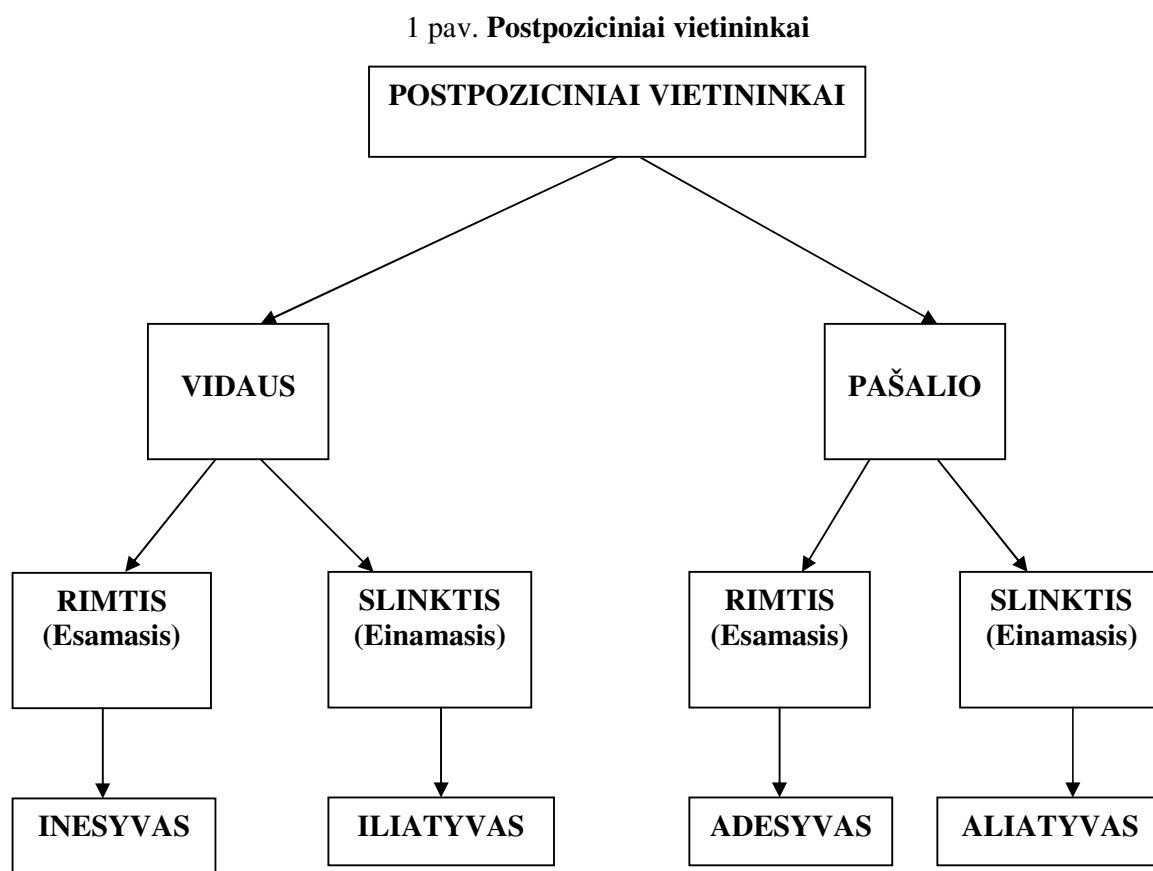 1 pav. Postpoziciniai vietininkai
POSTPOZICINIAI VIETININKAI
VIDAUS
PAŠALIO
RIMTIS
(Esamasis)
SLINKTIS
(Einamasis)
RIMTIS
(Esamasis)
SLINKTIS
(Einamasis)
INESYVAS
ILIATYVAS
ADESYVAS
ALIATYVAS